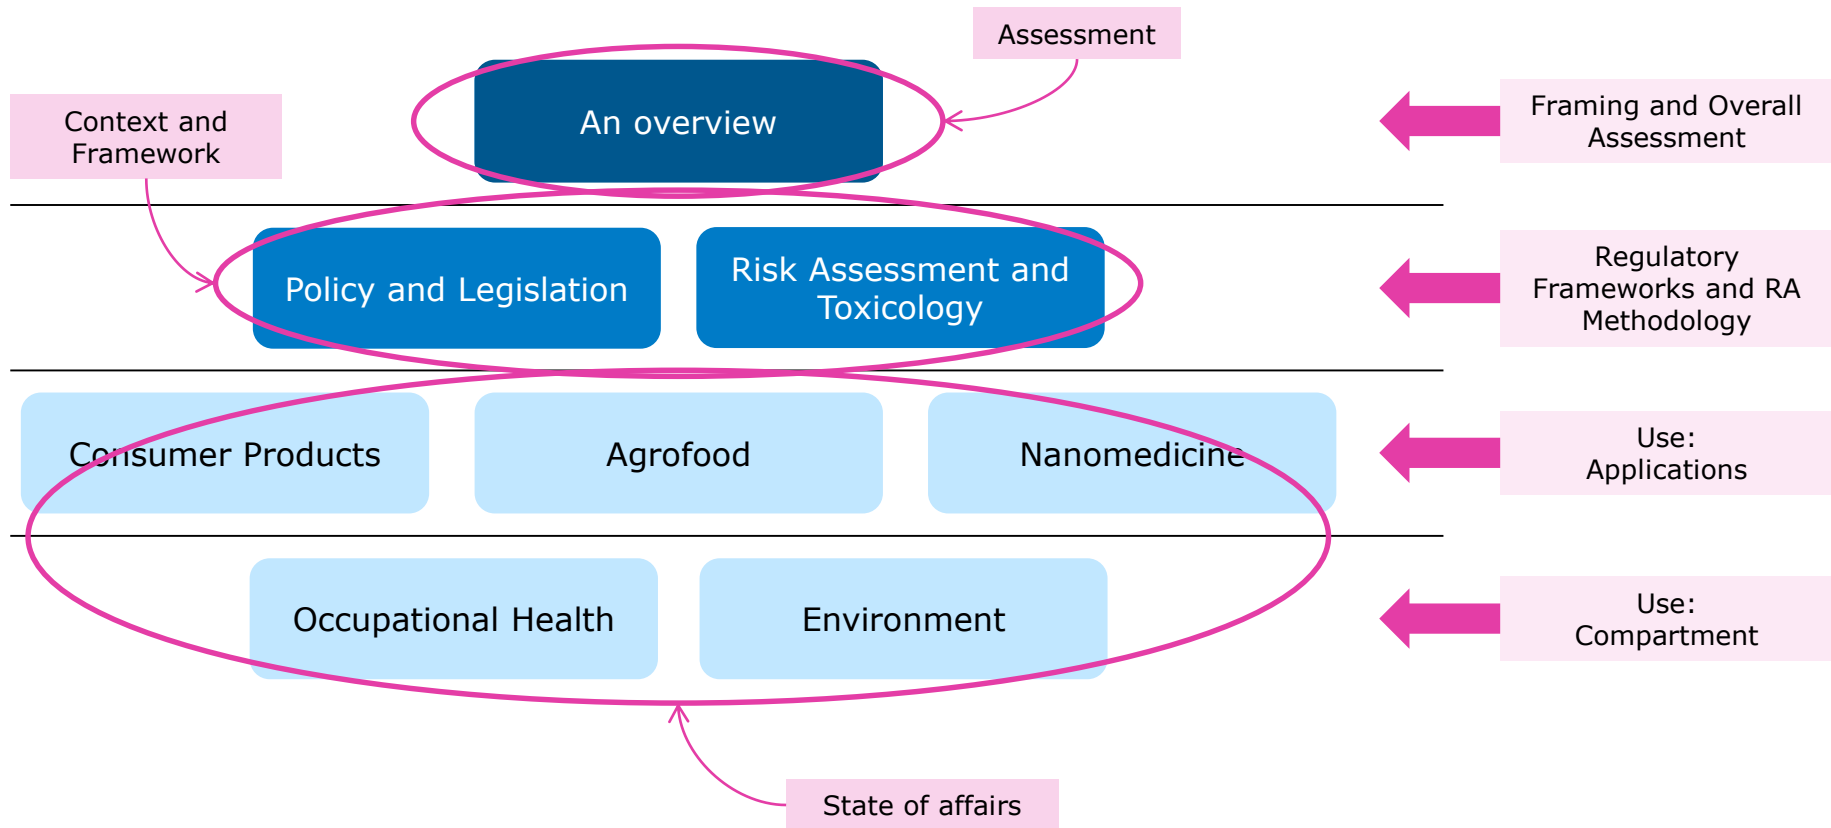 Assessment
An overview
Framing and Overall
Assessment
Context and
Framework
Policy and Legislation
Risk Assessment and
Toxicology
Regulatory
Frameworks and RA
Methodology
Consumer Products
Agrofood
Nanomedicine
Use:
Applications
Occupational Health
Environment
Use:
Compartment
State of affairs